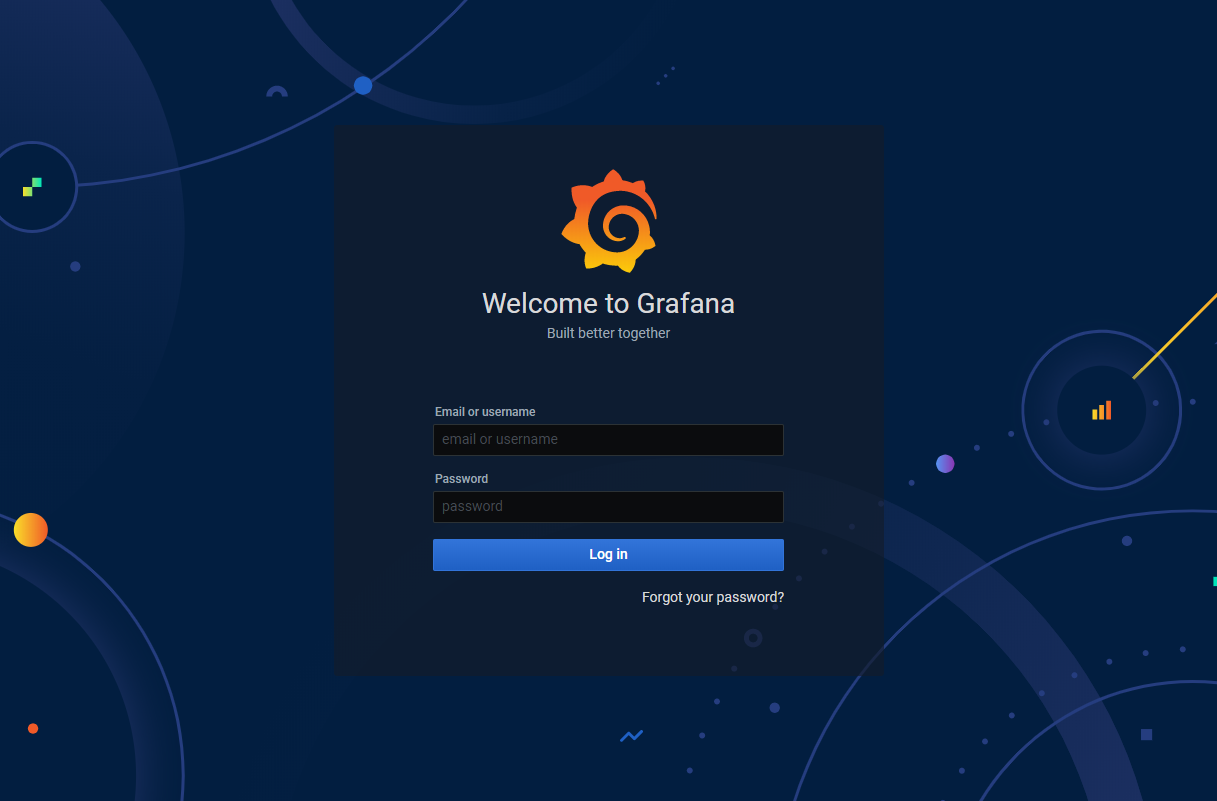 Welcome to Grafana
Built better together
Email or username
email or username
Password
password
Log in
Forgot your password?